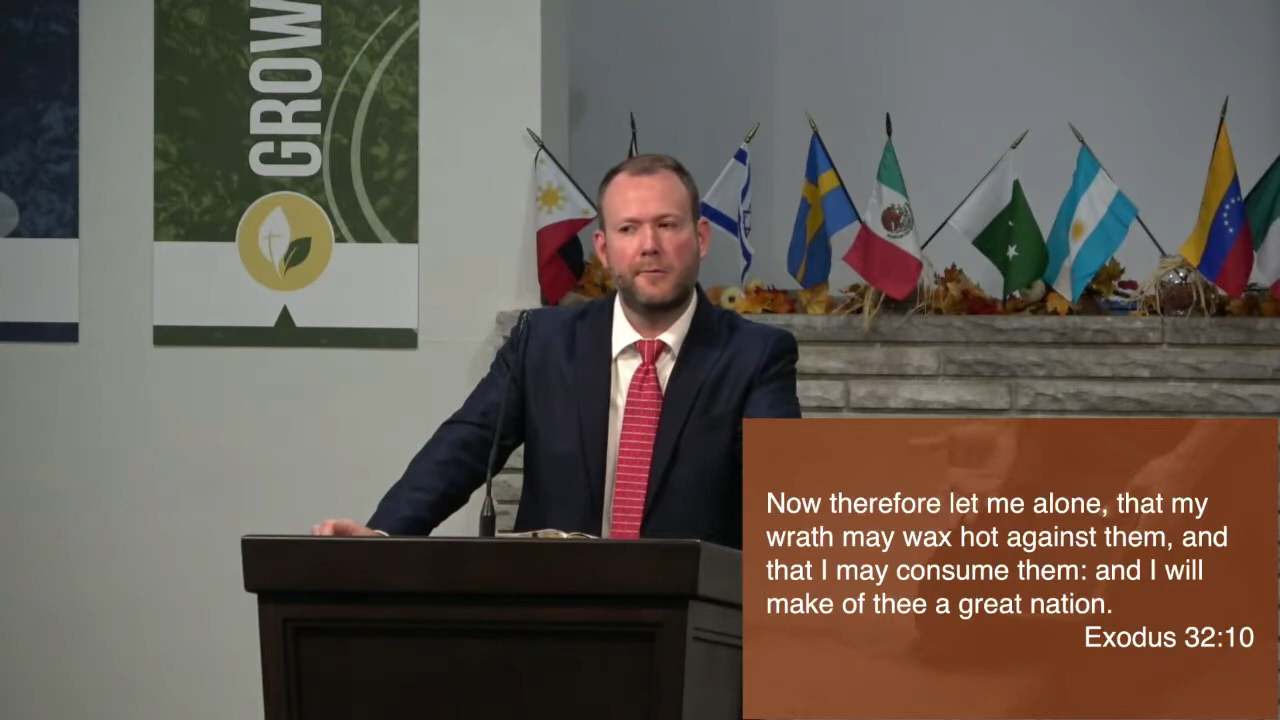 GROW
Now therefore let me alone, that my
wrath may wax hot against them, and
that I may consume them: and I will
make of thee a great nation.
Exodus 32:10